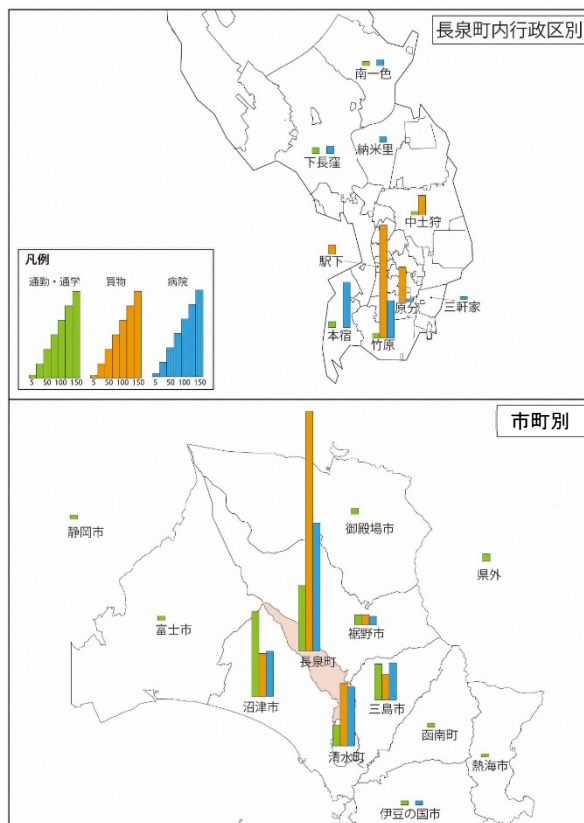 長泉町内行政区別
南一色
納米里
下長窪
中土狩
駅下
原分
三軒家
本宿
竹原
凡例
通勤・通学 買物 病院
5 50 100 150 5 50 100 150 5 50 100 150
市町別
御殿場市
静岡市
県外
富士市
裾野市
長泉町
沼津市
三島市
函南町
清水町
熱海市
伊豆の国市